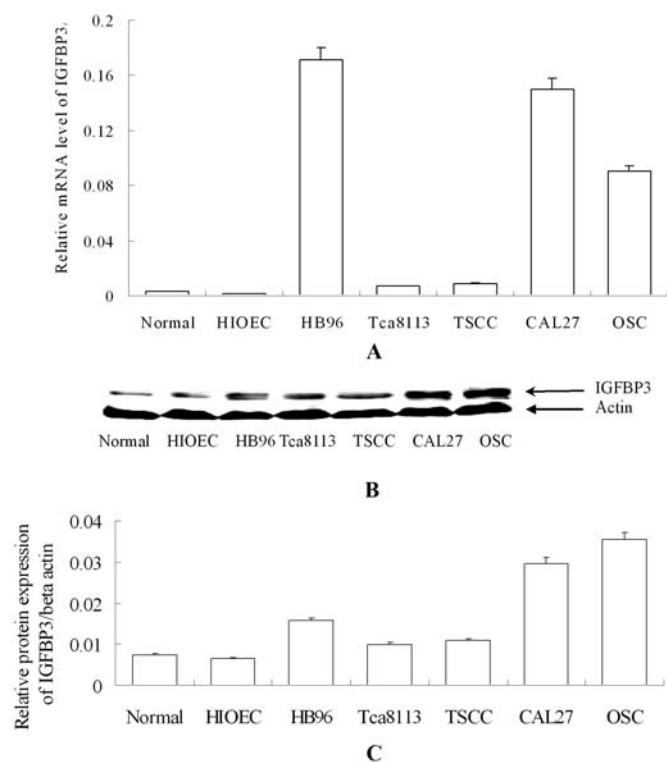 Relative mRNA level of IGFBP3.
0.2
0.16
0.12
0.08
0.04
0
Normal HIOEC HB96 Tca8113 TSCC CAL27 OSC
A
IGFBP3
Actin
Normal HIOEC HB96 Tca8113 TSCC CAL27 OSC
B
Relative protein expression
of IGFBP3/beta actin
0.04
0.03
0.02
0.01
0
Normal HIOEC HB96 Tca8113 TSCC CAL27 OSC
C